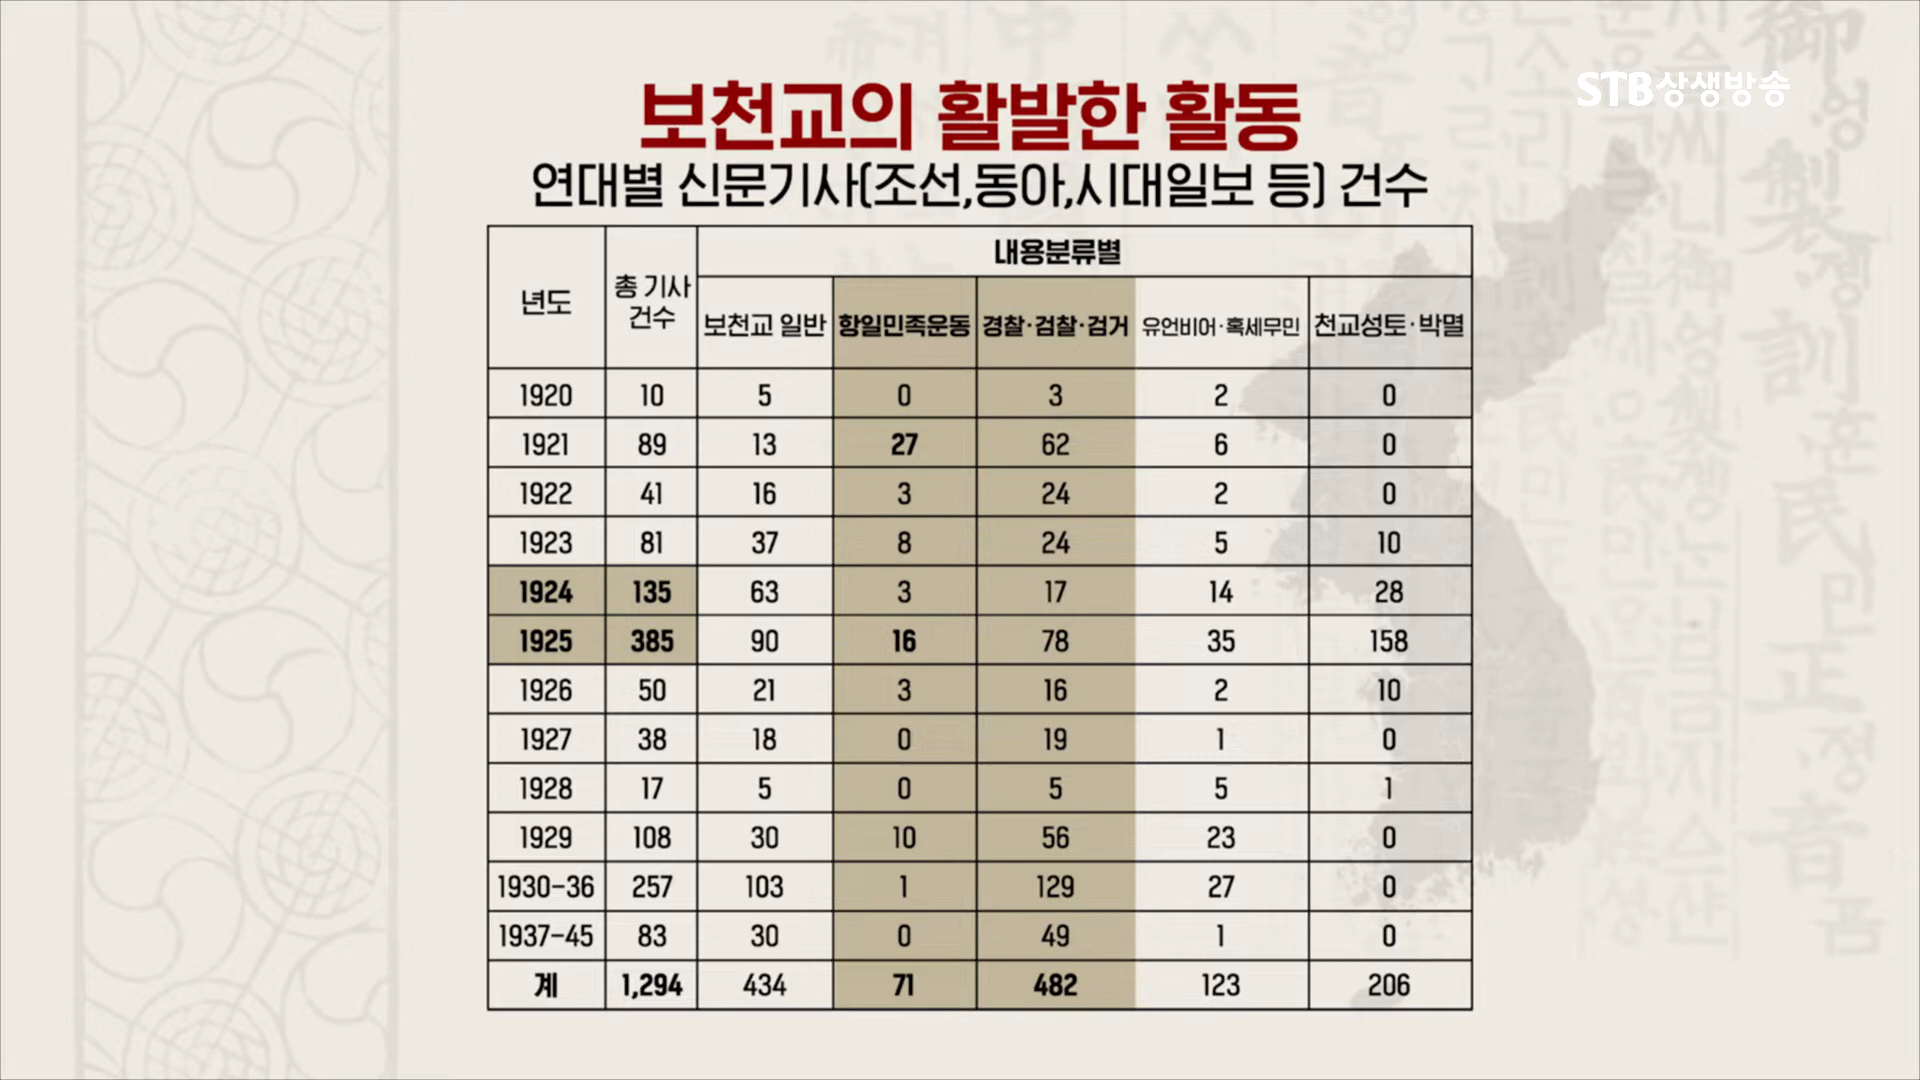 STB상생방송
보천교의 활발한 활동
연대별 신문기사(조선,동아,시대일보 등) 건수
년도 총 기사 건수 내용분류별
보천교 일반 항일민족운동 경찰·검찰·검거 유언비어·혹세무민 천교성토·박멸
1920 10 5 0 3 2 0
1921 89 13 27 62 6 0
1922 41 16 3 24 2 0
1923 81 37 8 24 5 10
1924 135 63 3 17 14 28
1925 385 90 16 78 35 158
1926 50 21 3 16 2 10
1927 38 18 0 19 1 0
1928 17 5 0 5 5 1
1929 108 30 10 56 23 0
1930-36 257 103 1 129 27 0
1937-45 83 30 0 49 1 0
계 1,294 434 71 482 123 206